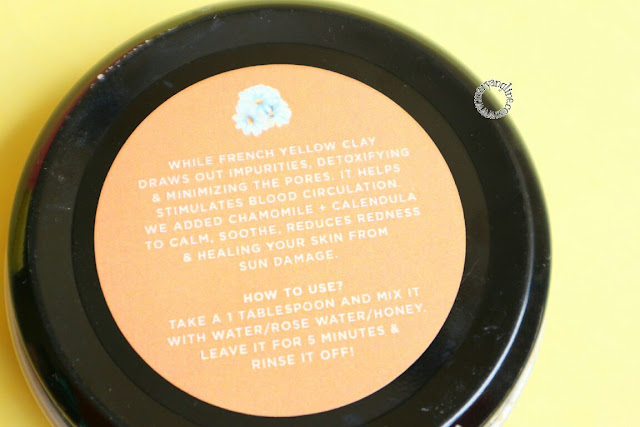 WHILE FRENCH YELLOW CLAY
DRAWS OUT IMPURITIES, DETOXIFYING
& MINIMIZING THE PORES; IT HELPS
STIMULATES BLOOD CIRCULATION.
WE ADDED CHAMOMILE + CALENDULA
TO CALM, SOOTHE, REDUCES REDNESS
& HEALING YOUR SKIN FROM
SUN DAMAGE.
HOW TO USE?
TAKE A 1 TABLESPOON AND MIX IT
WITH WATER/ROSE WATER/HONEY.
LEAVE IT FOR 5 MINUTES &
RINSE IT OFF!